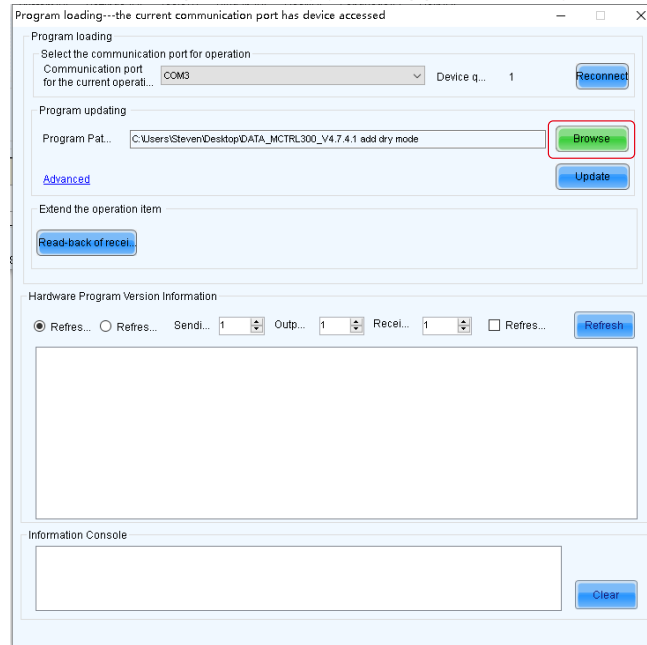 Program loading---the current communication port has device accessed
Program loading
Select the communication port for operation
Communication port
for the current operati...
COM3
Device q... 1
Reconnect
Program updating
Program Pat... C:\Users\Steven\Desktop\DATA_MCTRL300_V4.7.4.1 add dry mode
Browse
Advanced
Update
Extend the operation item
Read-back of recei...
Hardware Program Version Information
Refres... Refres... Sendi... 1 Outp... 1 Recei... 1 Refres... Refresh
Information Console
Clear